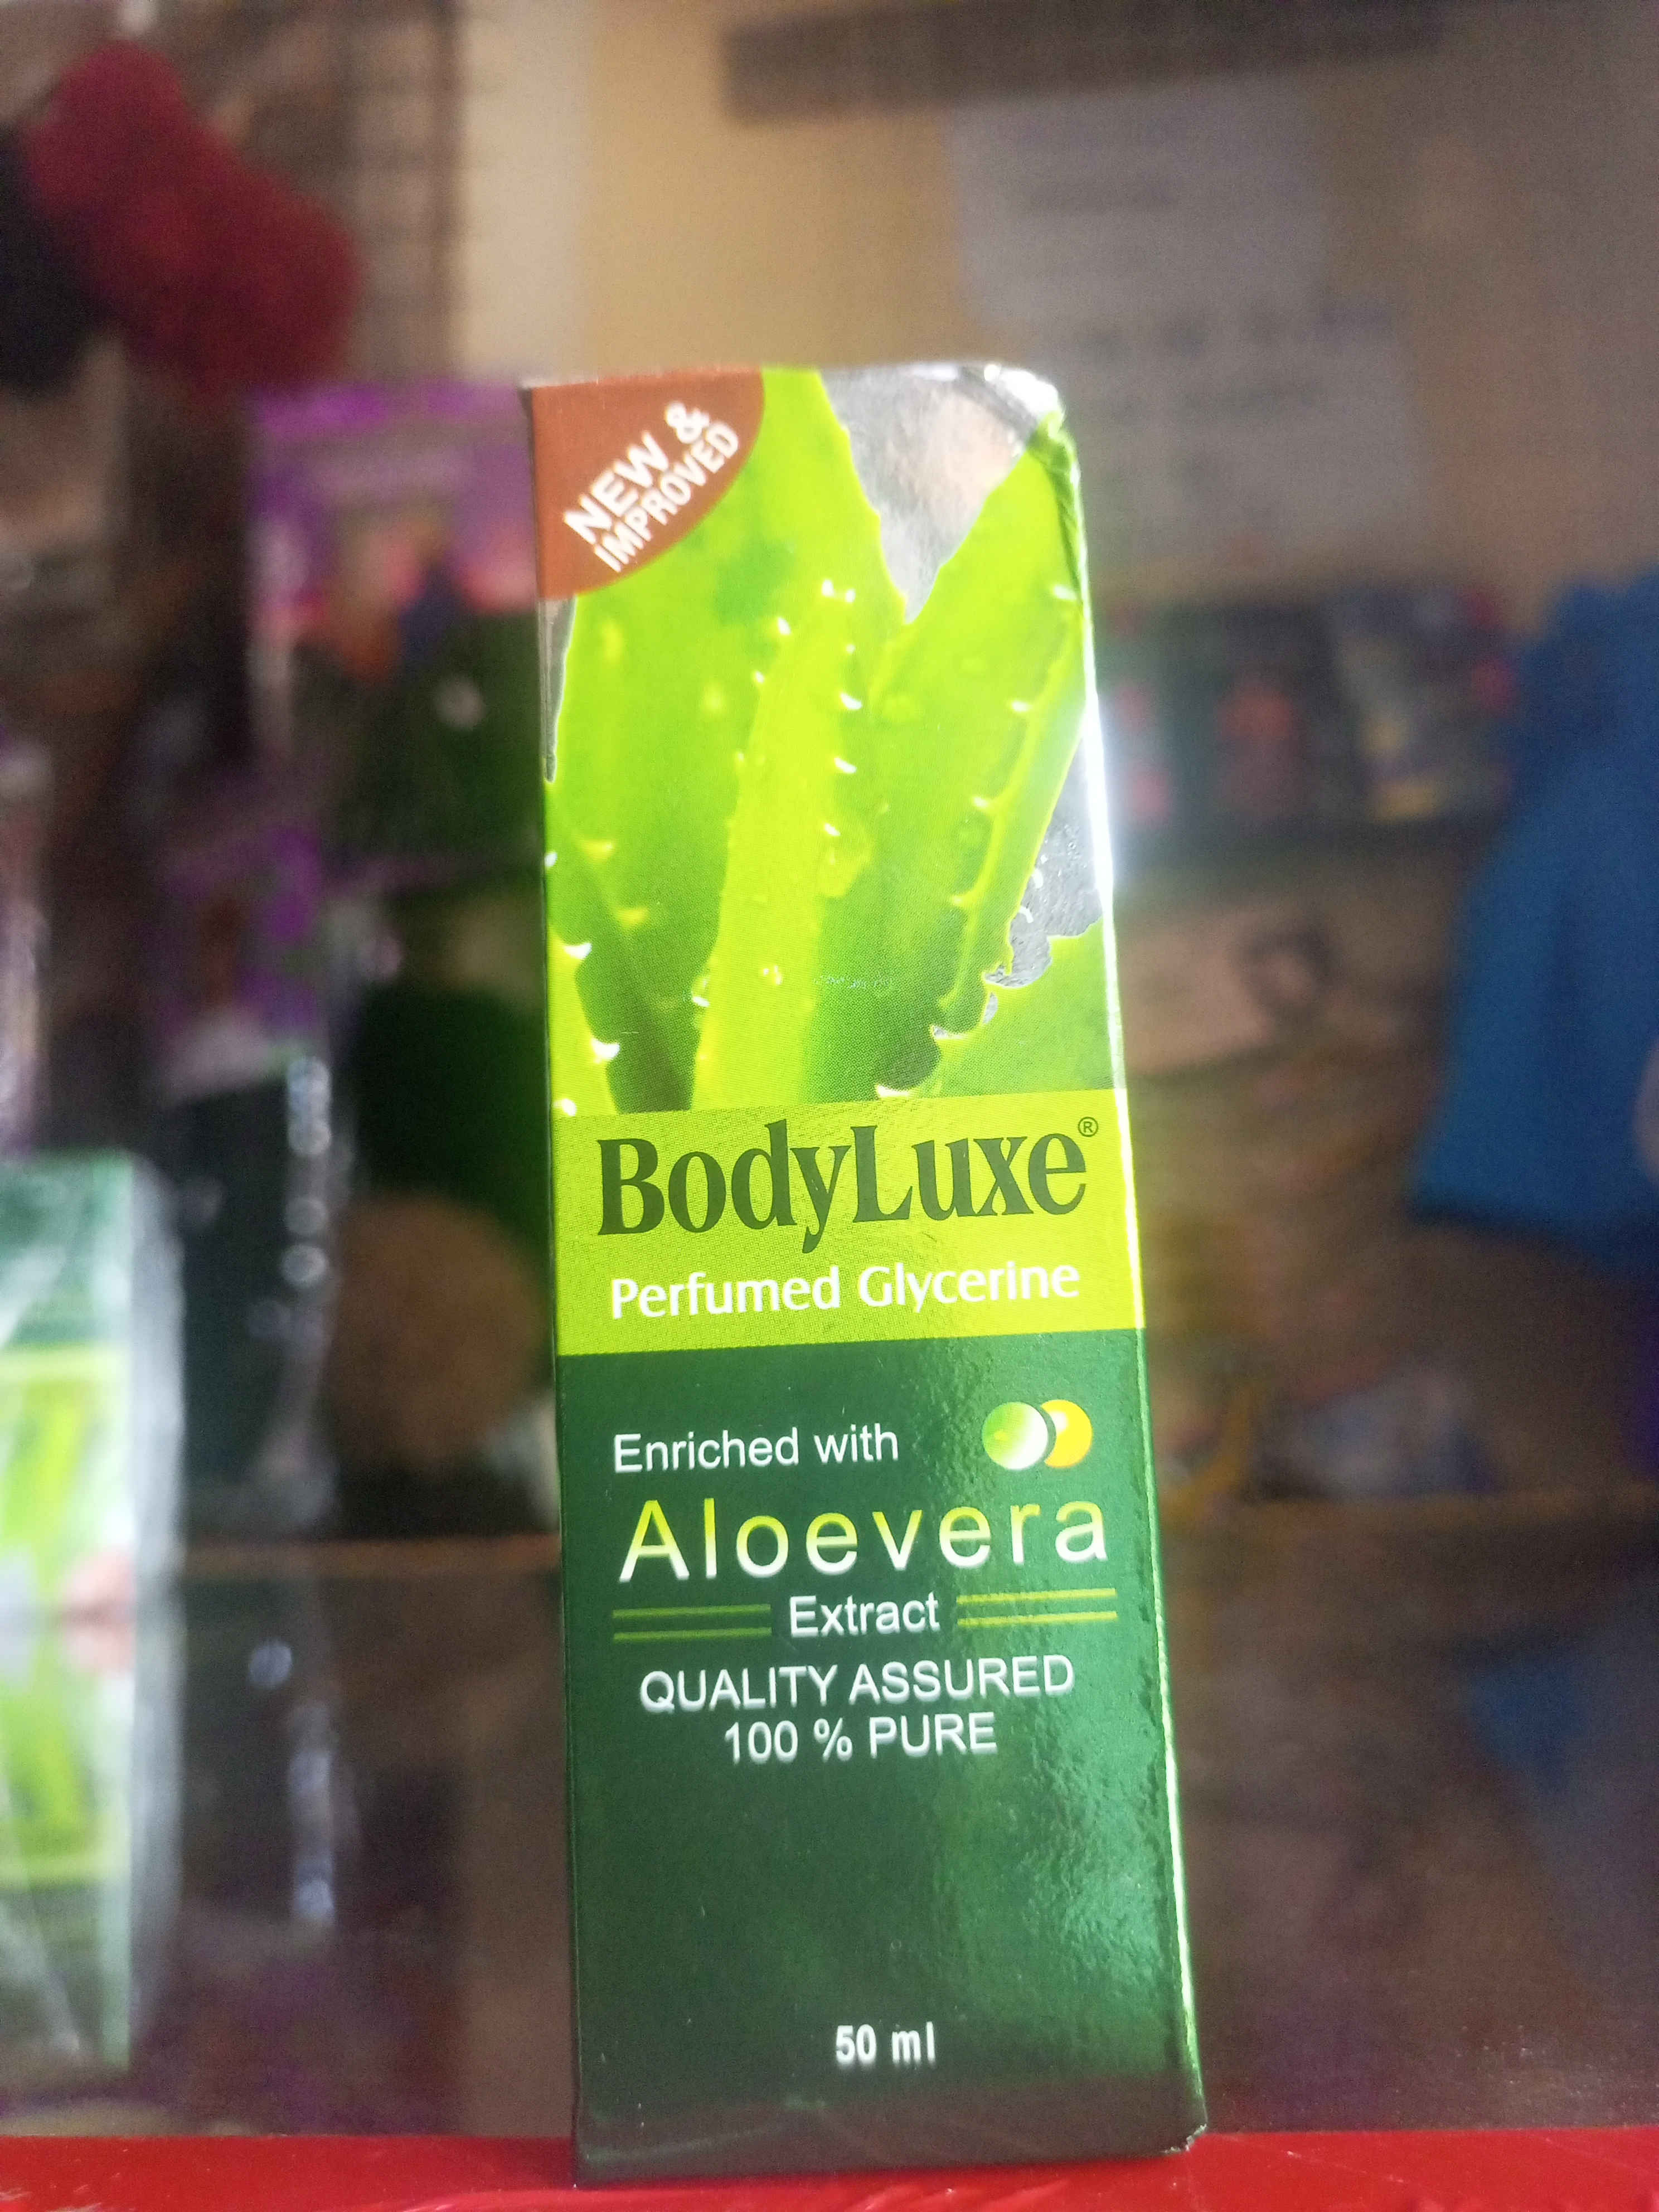 NEW &
IMPROVED
BodyLuxe®
Perfumed Glycerine
Enriched with
Aloevera
Extract
QUALITY ASSURED
100 % PURE
50 ml